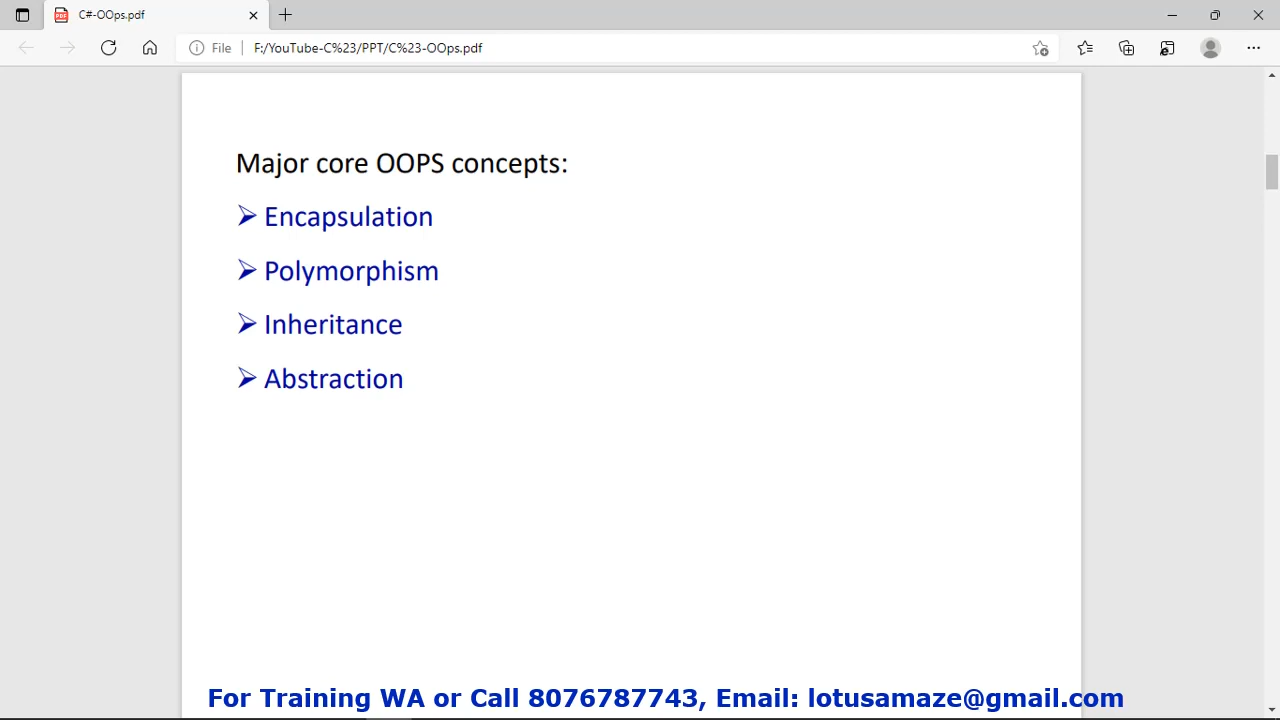 C#-OOps.pdf
File F:/YouTube-C%23/PPT/C%23-OOps.pdf
Major core OOPS concepts:
➢ Encapsulation
➢ Polymorphism
➢ Inheritance
➢ Abstraction
For Training WA or Call 8076787743, Email: lotusamaze@gmail.com